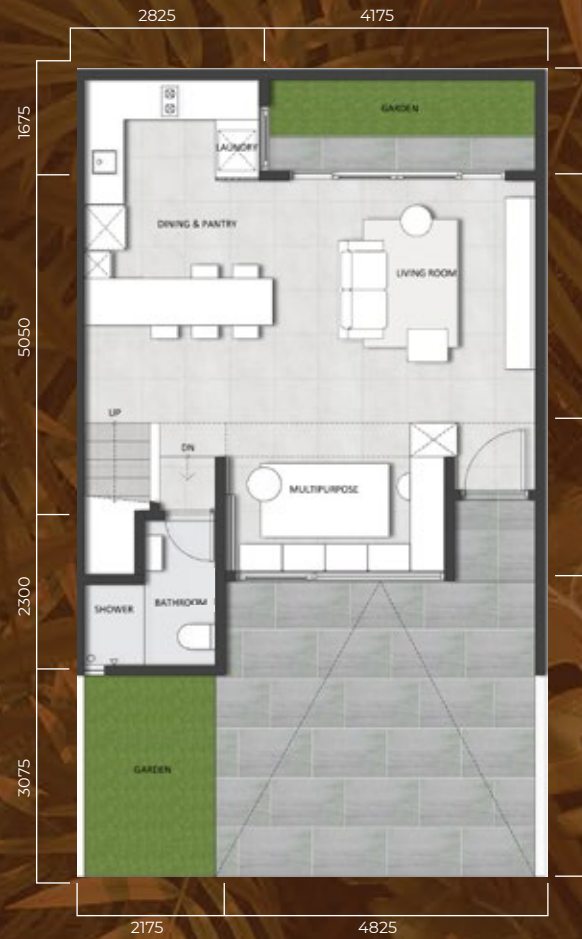 2825
4175
1675
GARDEN
LAUNDRY
DINING & PANTRY
LIVING ROOM
5050
UP
DN
MULTIPURPOSE
2300
SHOWER
BATHROOM
3075
GARDEN
2175
4825